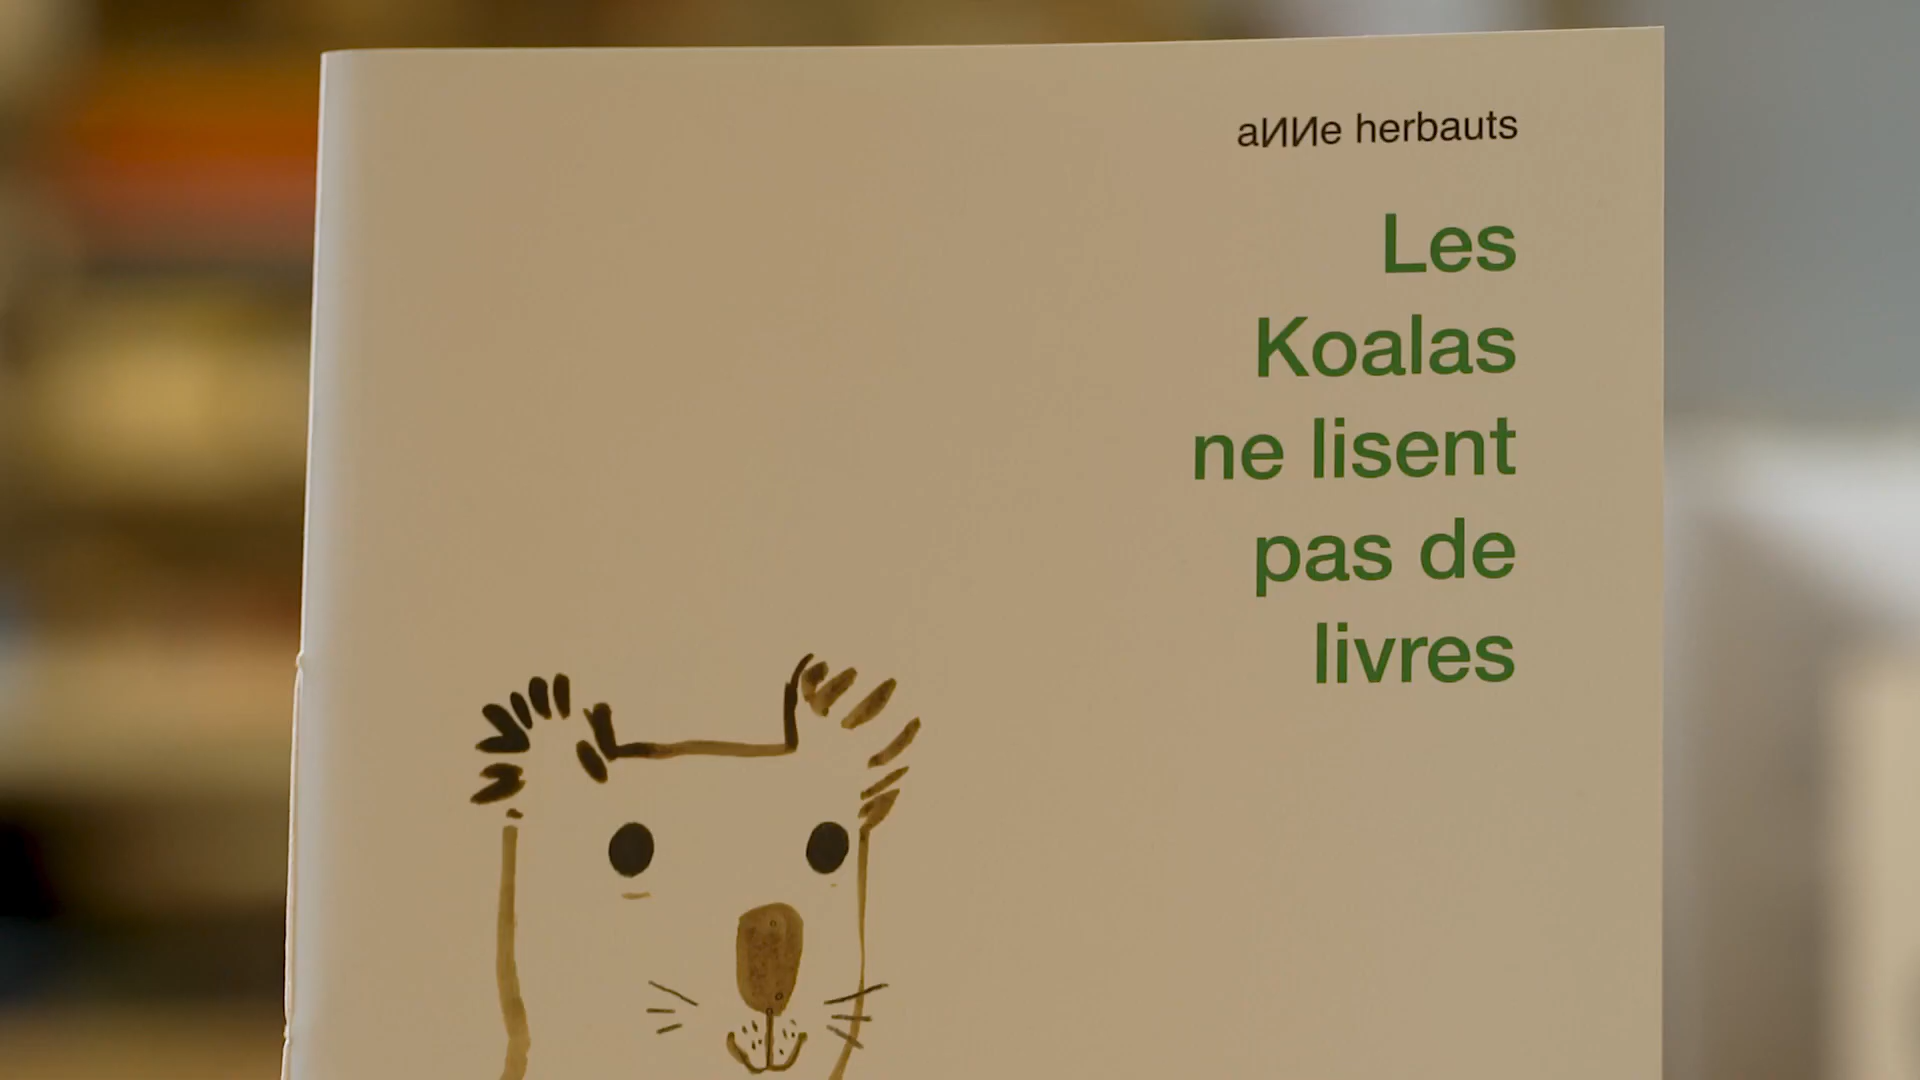 aИИe herbauts
Les
Koalas
ne lisent
pas de
livres